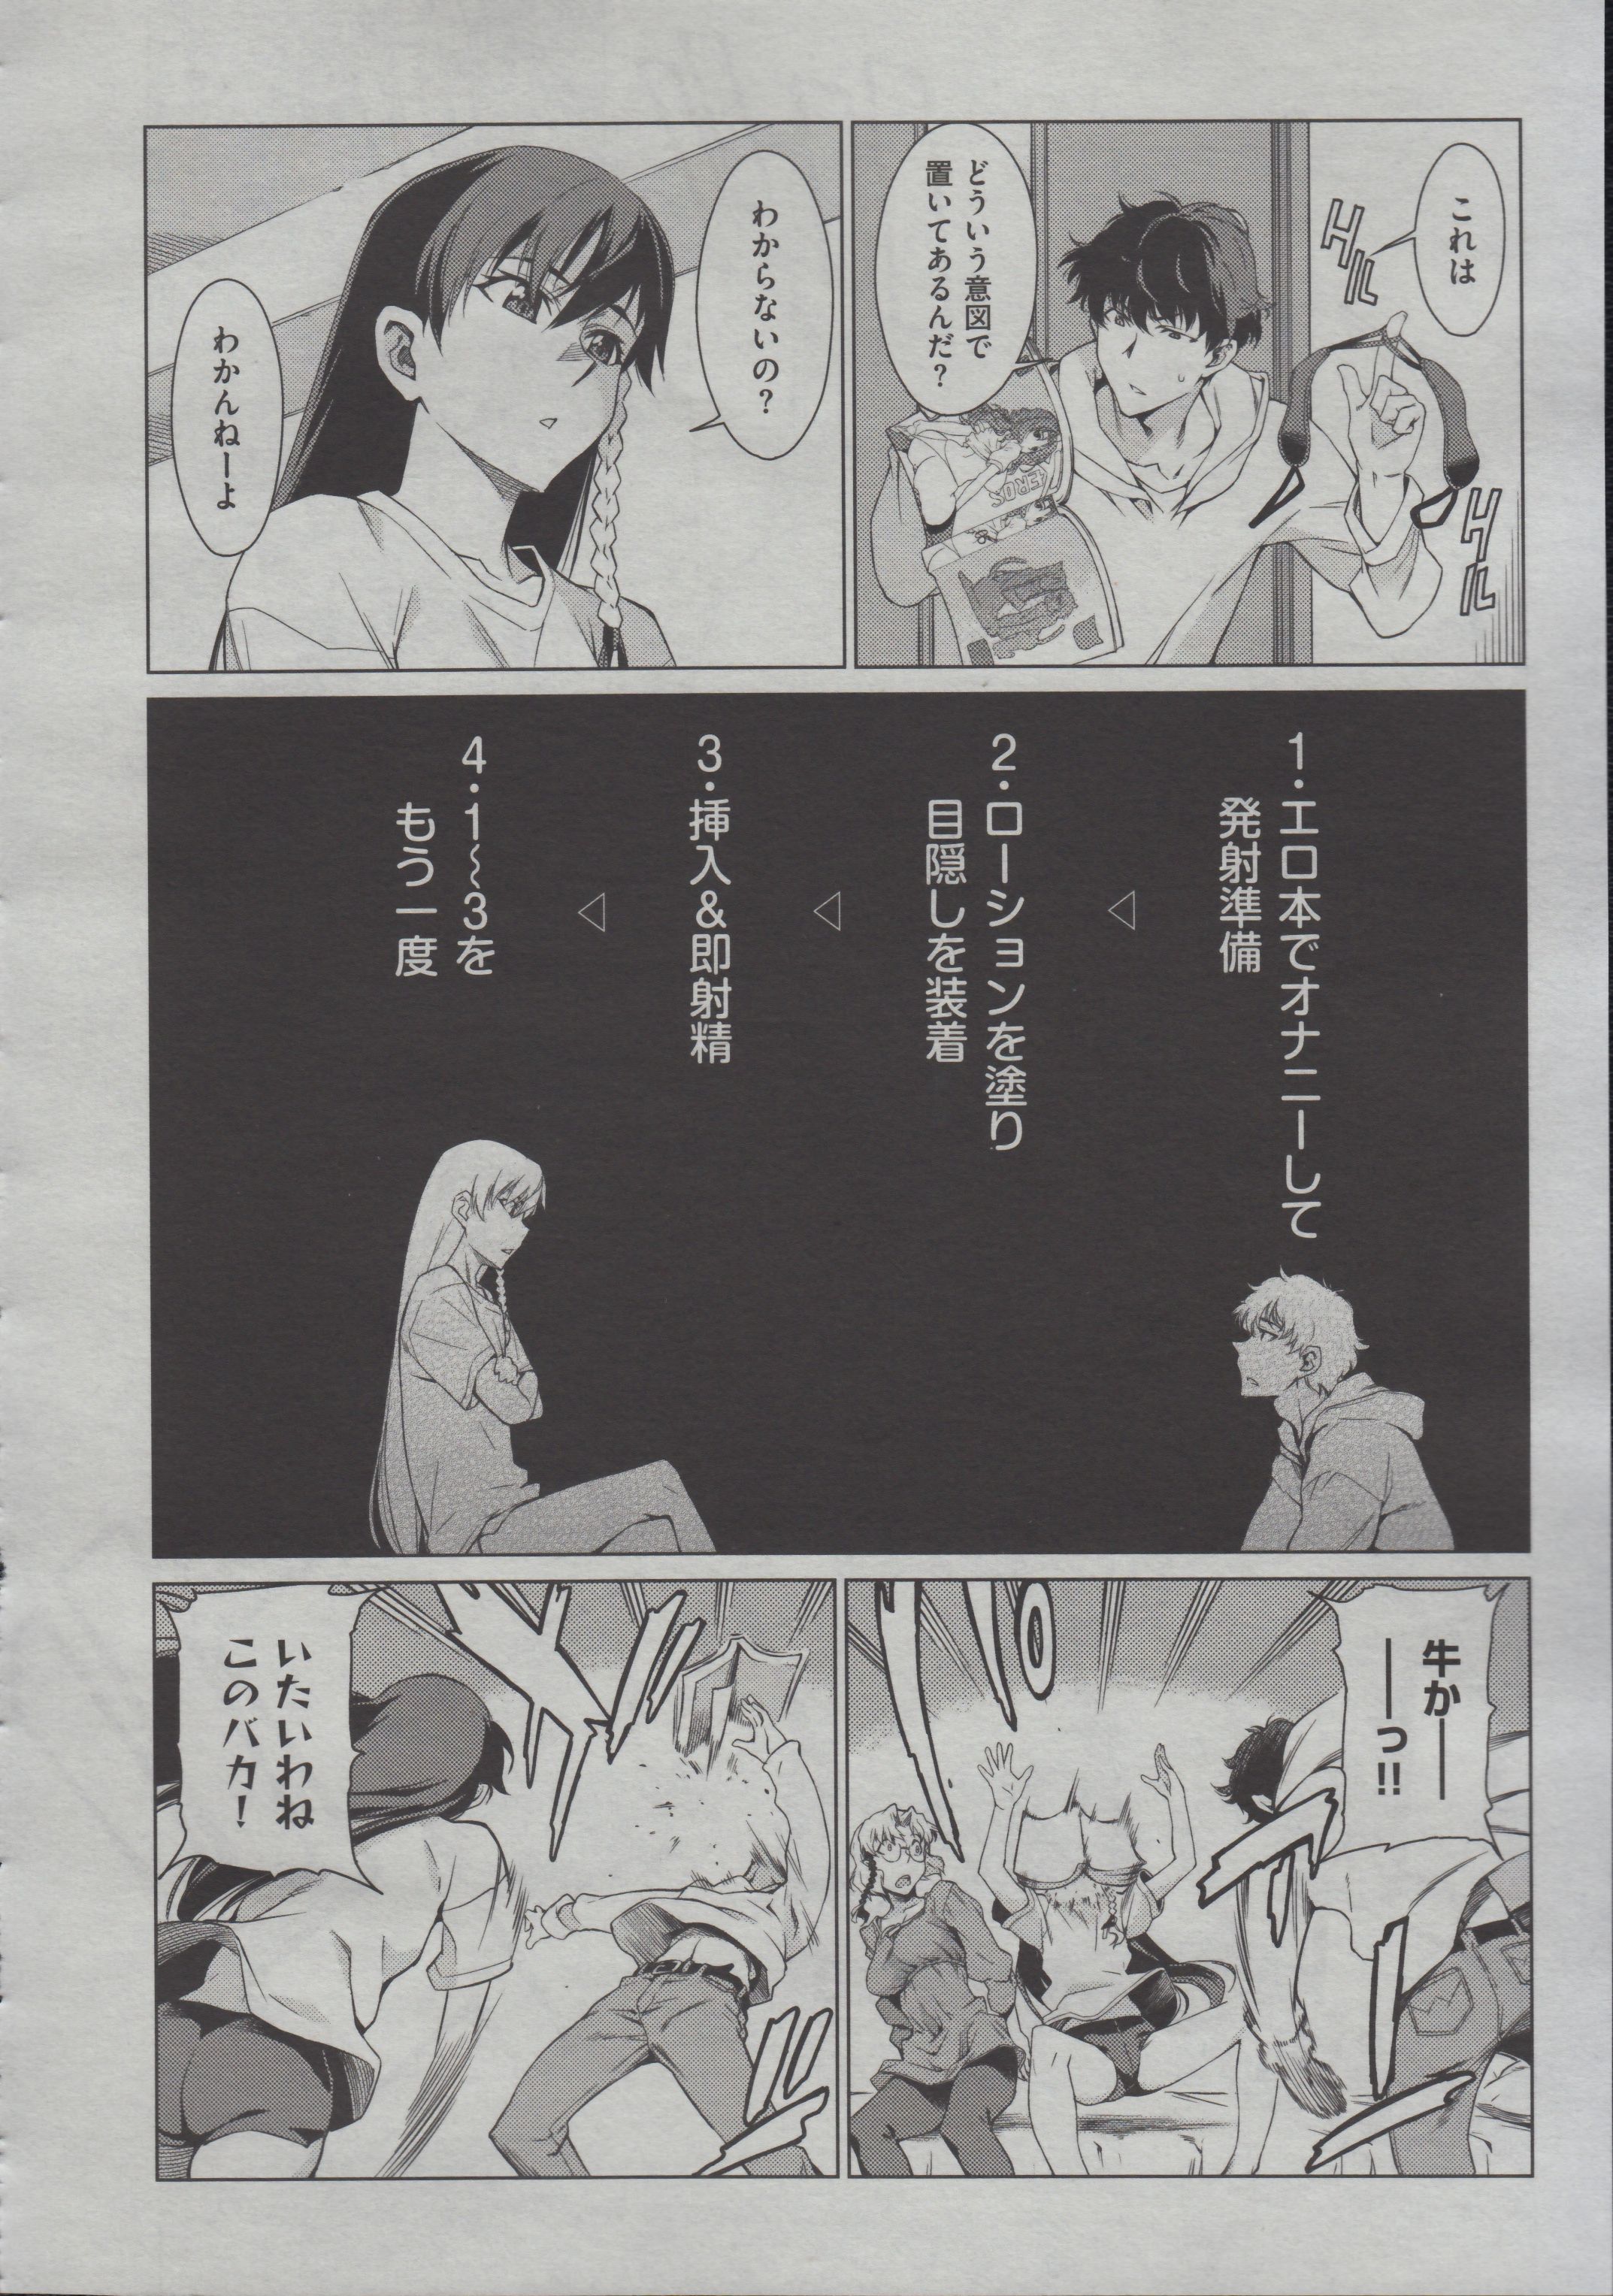 これは
どういう意図で
置いてあるんだ？
わからないの？
わかんねーよ
1・エロ本でオナニーして
発射準備
2・ローションを塗り
目隠しを装着
3・挿入＆即射精
4・1～3を
もう一度
牛か――
――っ!!
いたいわね
このバカ！